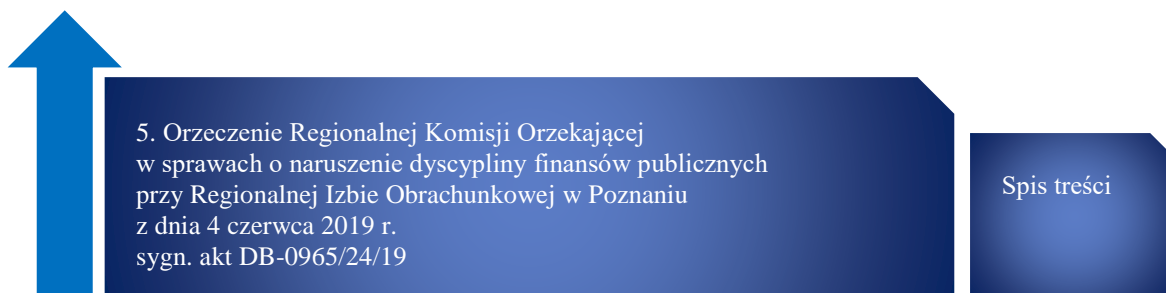 5. Orzeczenie Regionalnej Komisji Orzekającej
w sprawach o naruszenie dyscypliny finansów publicznych
przy Regionalnej Izbie Obrachunkowej w Poznaniu
z dnia 4 czerwca 2019 r.
sygn. akt DB-0965/24/19
Spis treści